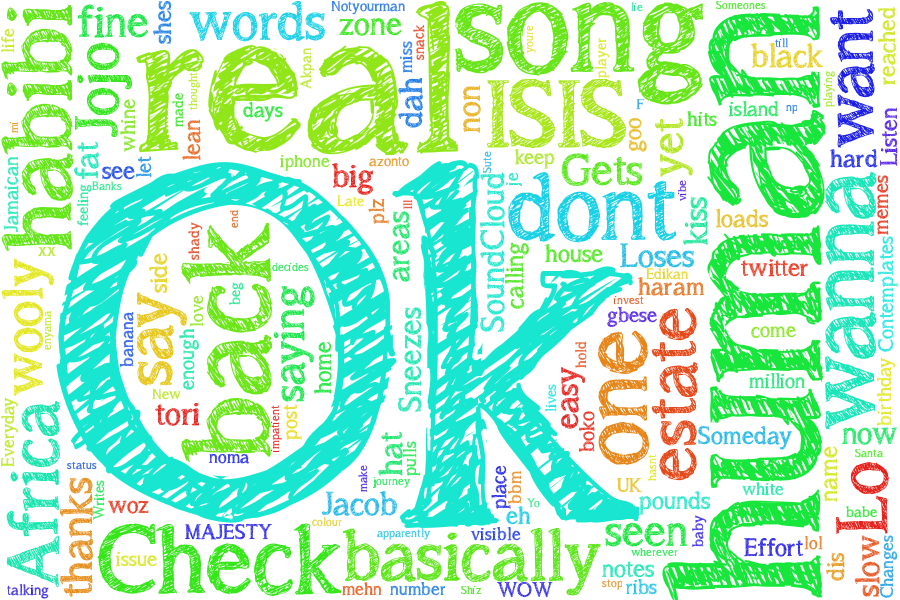 Ok
real
song
human
habibi
fine
Jojo
shes
words
Notyourman
zone
miss
snack
dah
Akpan
thought
made
days
whine
lean
life
mi
Jamaican
fat
see
let
Banks
feeling
xx
non
ISIS
youre
player
lie
goo
F
g
Someones
till
black
island
np
playing
want
reached
hits
yet
Listen
hard
iphone
azonto
big
Late
plz
Ill
areas
keep
Gets
Sute
je
SoundCloud
calling
dont
vibe
kiss
loads
wanna
memes
Contemplates
house
Loses
Edikan
haram
twitter
invest
gbese
come
million
birthday
wooly
enyama
Everyday
Africa
shady
end
side
back
decides
beg
love
say
banana
enough
saying
home
New
tori
post
impatient
noma
Sneezes
hat
pulls
journey
make
lives
hold
easy
boko
one
estate
hasnt
UK
Someday
now
Santa
name
white
Lo
babe
status
Writes
thanks
woz
MAJESTY
colour
Jacob
apparently
place
bbm
Yo
eh
visible
pounds
seen
wherever
baby
Effort
lol
dis
slow
Changes
talking
Check
issue
basically
mehn
number
Shi'z
WOW
stop
notes
ribs